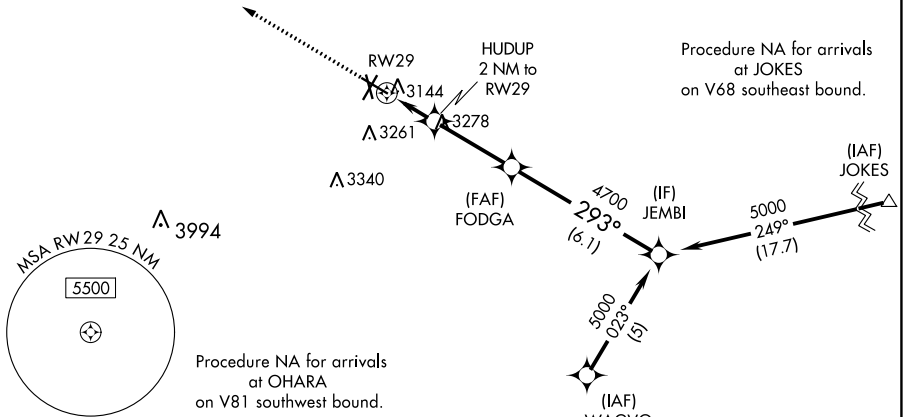 RW29
HUDUP
2 NM to
RW29
Procedure NA for arrivals
at JOKES
on V68 southeast bound.
3144
3278
3261
3340
(IAF)
JOKES
(FAF)
FODGA
4700
293°
(6.1)
(IF)
JEMBI
5000
249°
(17.7)
3994
MSA RW29 25 NM
5500
5000
023°
(5)
Procedure NA for arrivals
at OHARA
on V81 southwest bound.
(IAF)